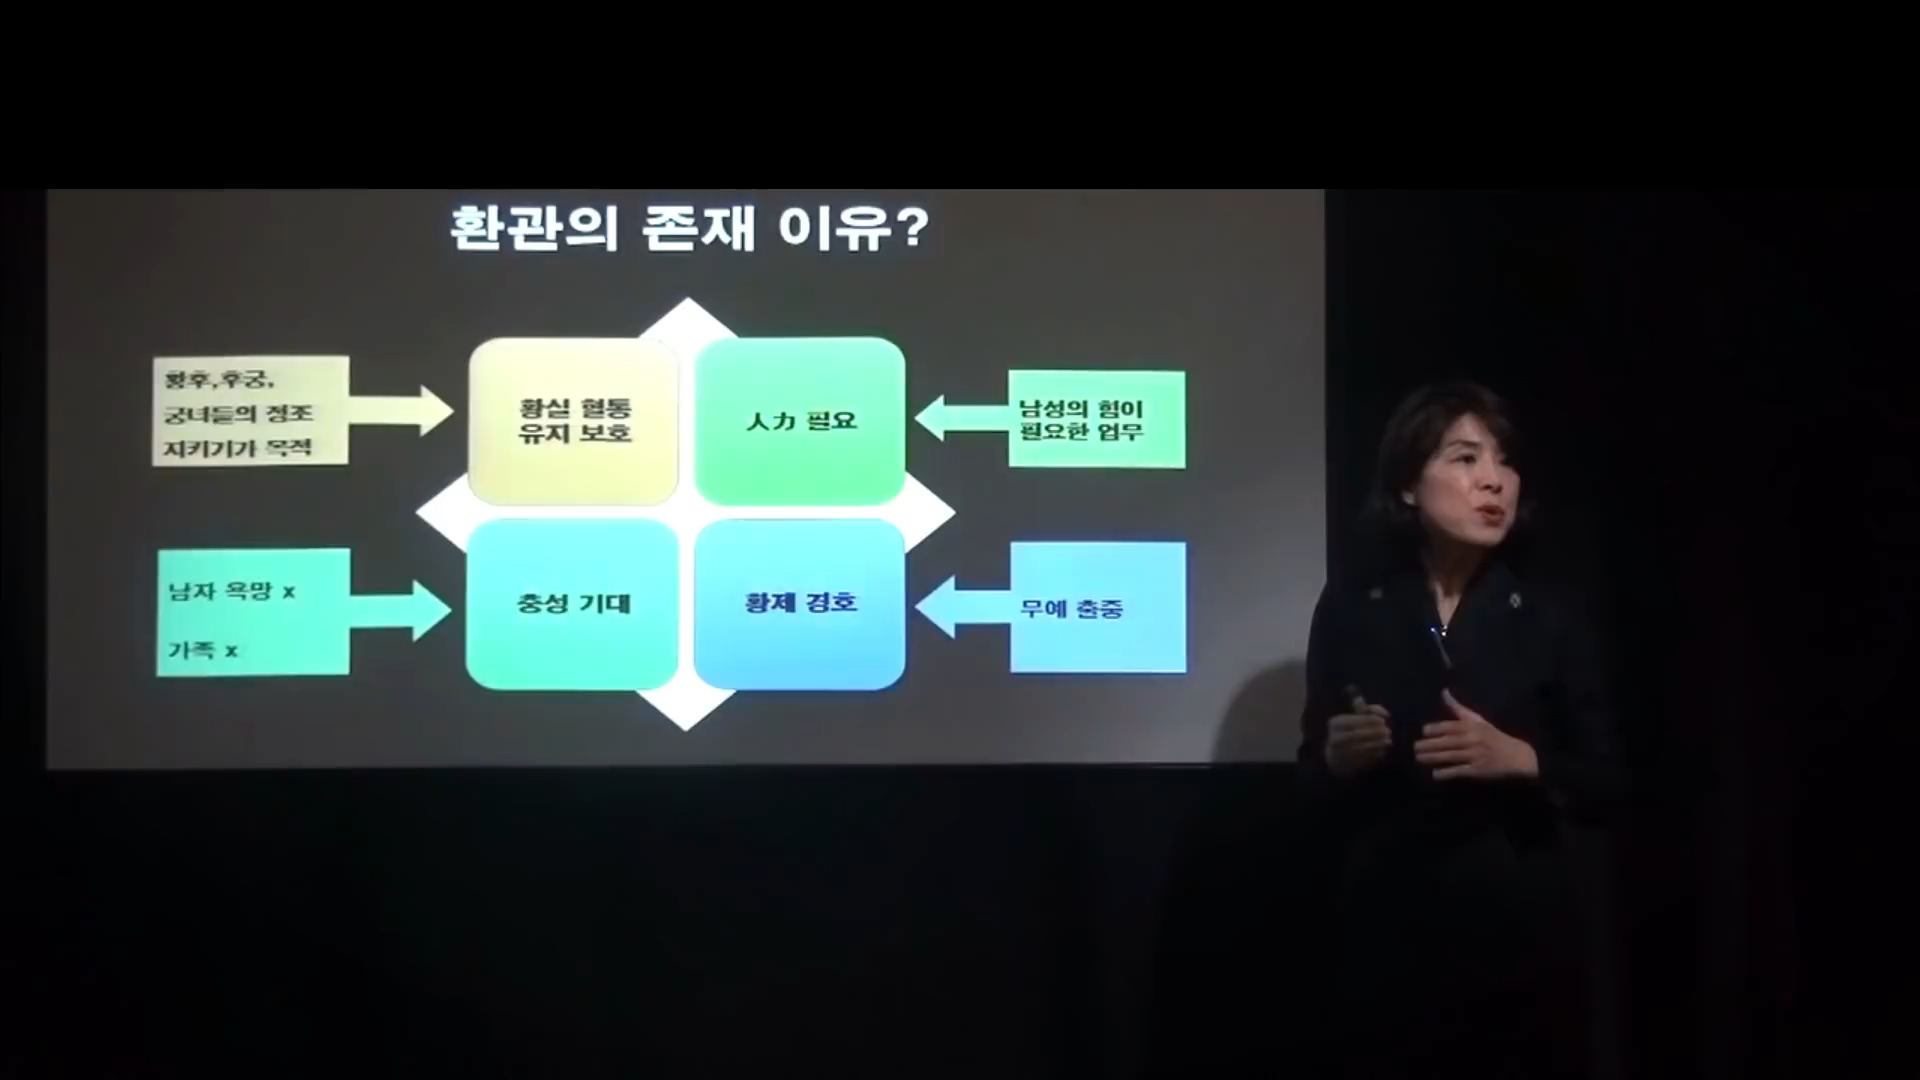 환관의 존재 이유?
황후,후궁,
궁녀들의 정조
지키기가 목적
황실 혈통
유지 보호
人力 필요
남성의 힘이
필요한 업무
남자 욕망 x
가족 x
충성 기대
황제 경호
무예 출중